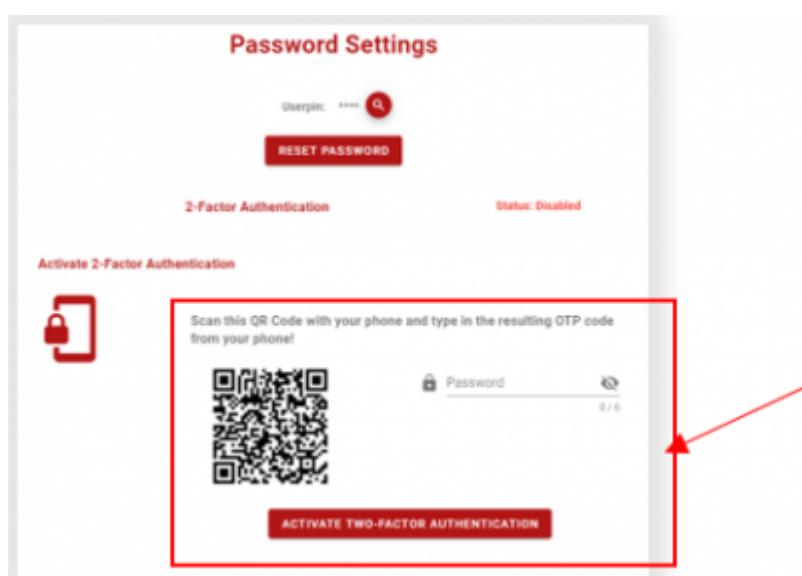 Password Settings
Userpin: ••••
RESET PASSWORD
2-Factor Authentication Status: Disabled
Activate 2-Factor Authentication
Scan this QR Code with your phone and type in the resulting OTP code
from your phone!
Password
0 / 6
ACTIVATE TWO-FACTOR AUTHENTICATION